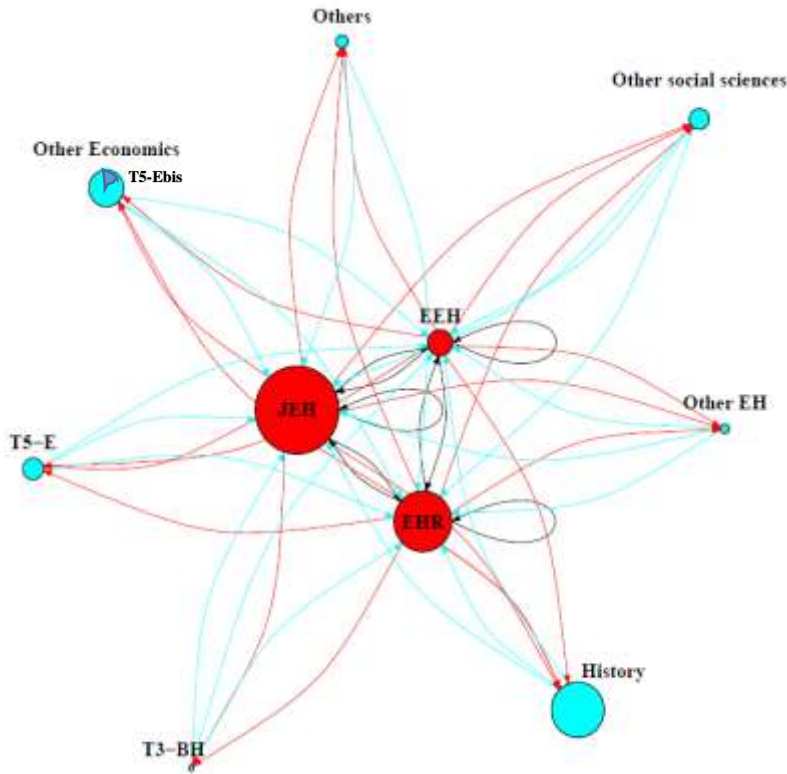 Others
Other social sciences
Other Economics
T5-Ebis
EEH
JEH
Other EH
T5−E
EHR
History
T3−BH